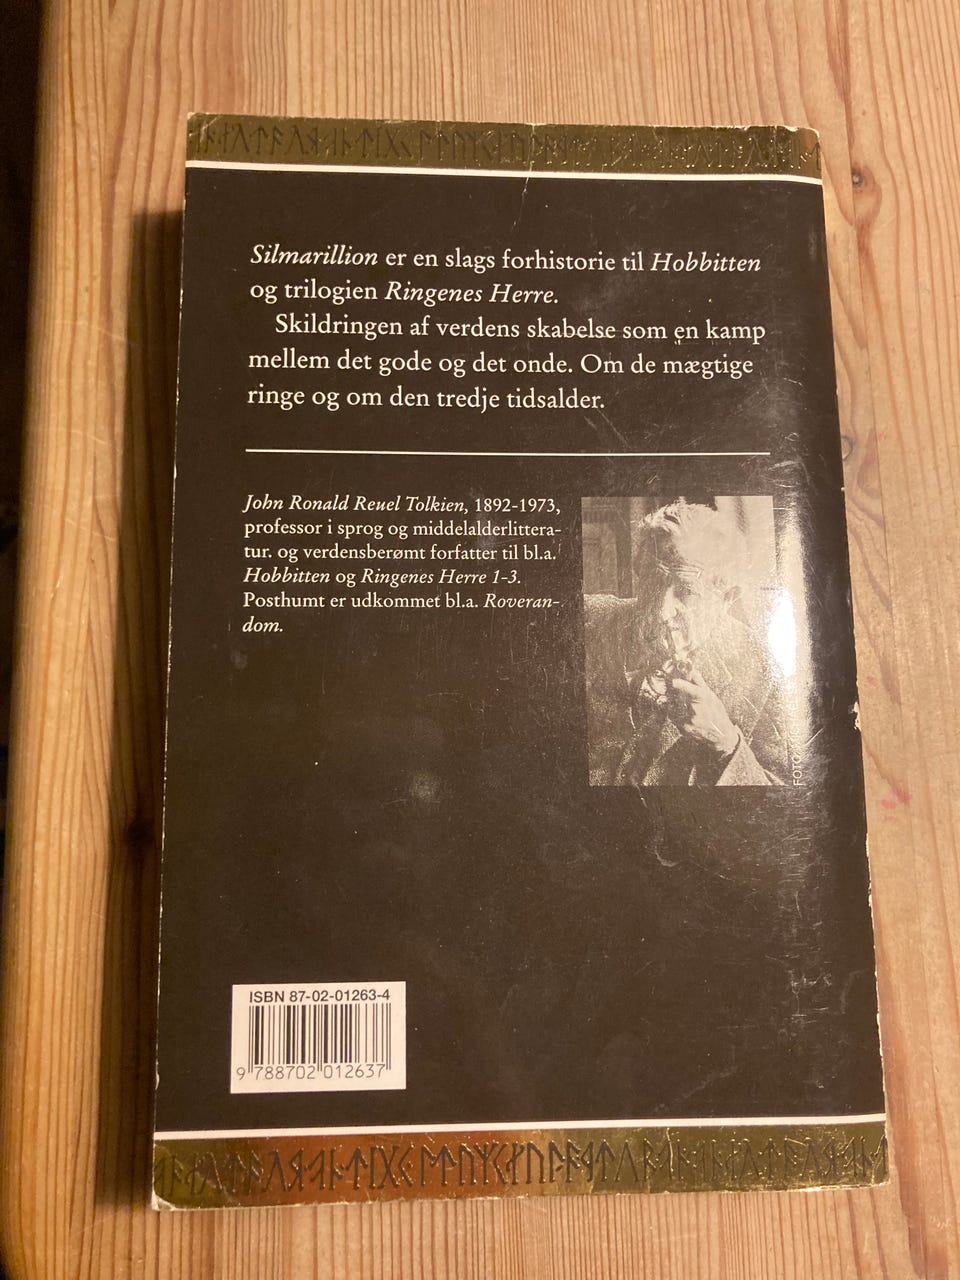 Silmarillion er en slags forhistorie til Hobbitten
og trilogien Ringenes Herre.
Skildringen af verdens skabelse som en kamp
mellem det gode og det onde. Om de mægtige
ringe og om den tredje tidsalder.
John Ronald Reuel Tolkien, 1892-1973,
professor i sprog og middelalderlittera-
tur. og verdensberømt forfatter til bl.a.
Hobbitten og Ringenes Herre 1-3.
Posthumt er udkommet bl.a. Roveran-
dom.
FOTO
ISBN 87-02-01263-4
9 788702 012637